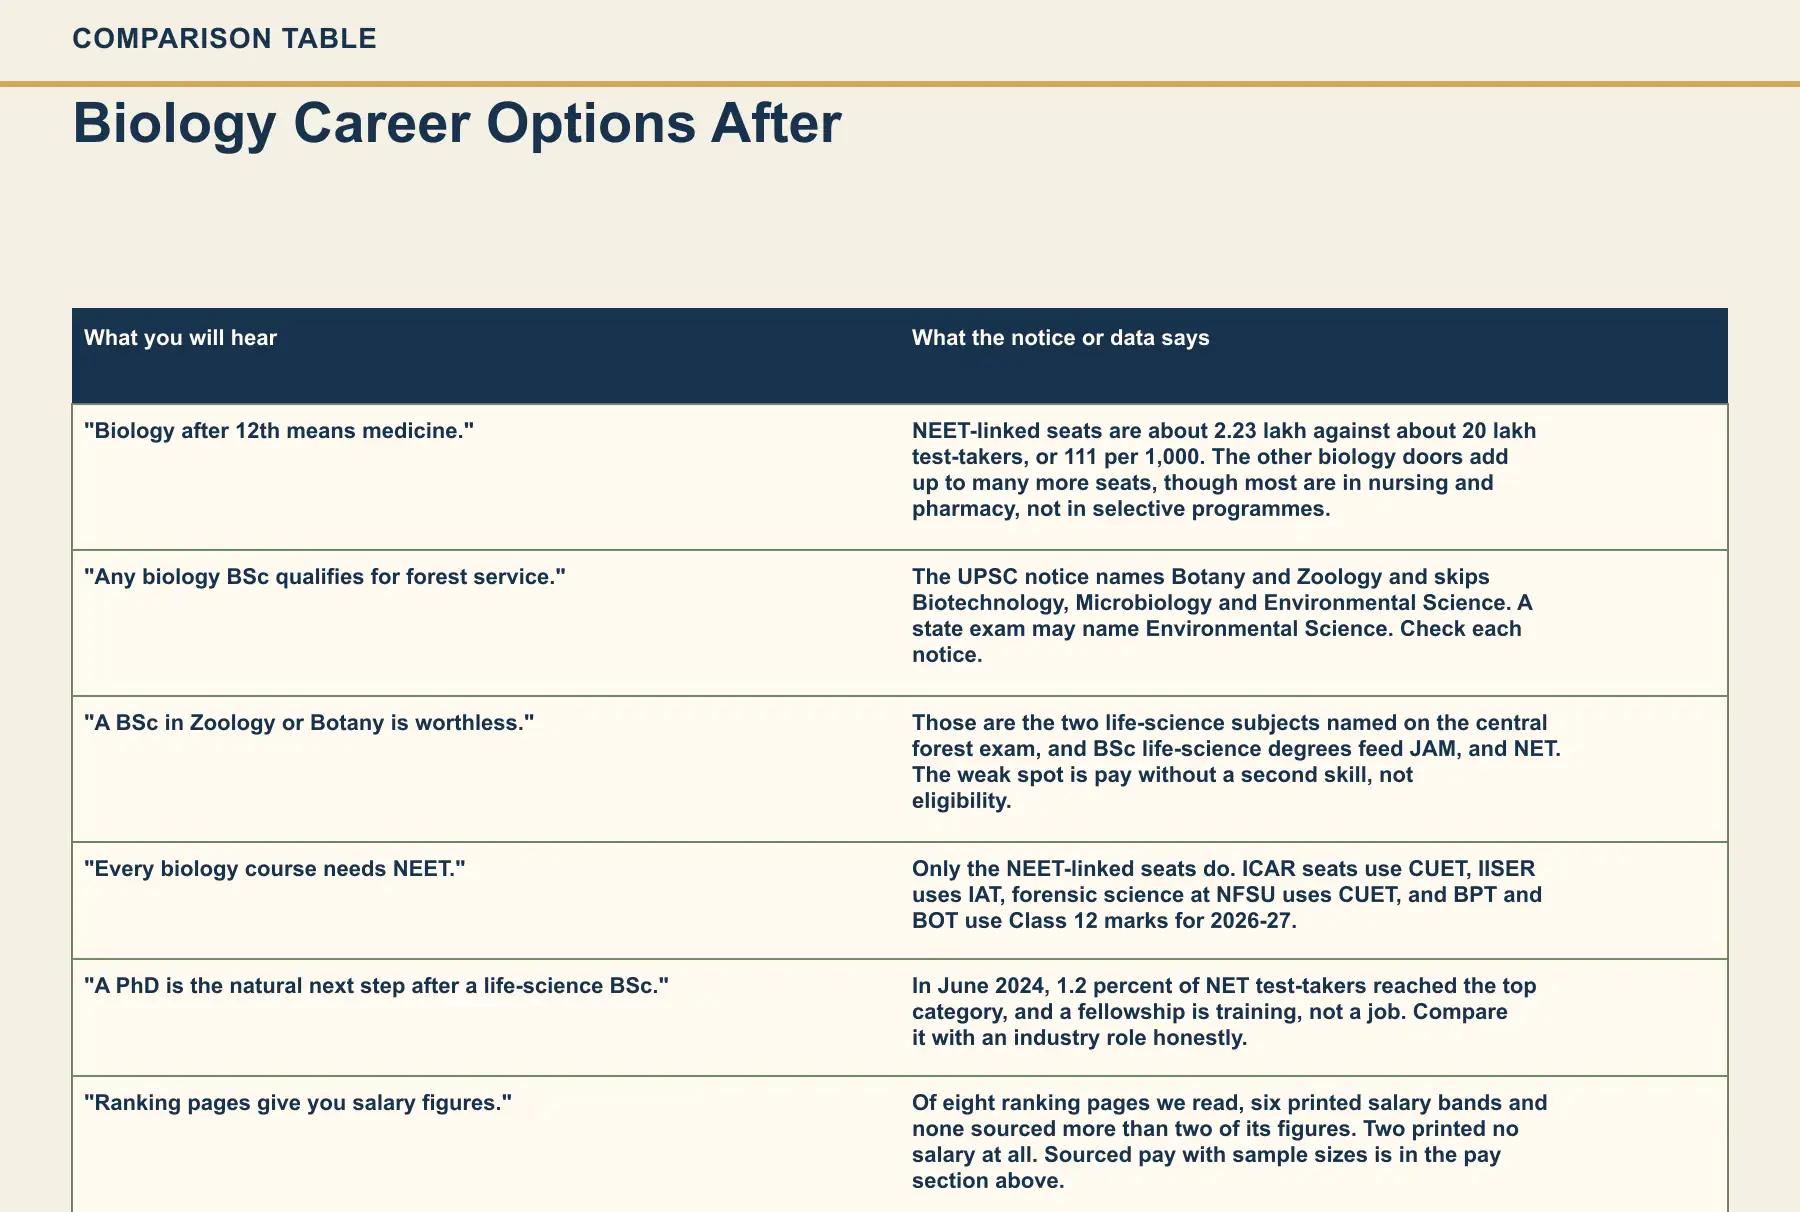 COMPARISON TABLE
Biology Career Options After
What you will hear
What the notice or data says
"Biology after 12th means medicine."
NEET-linked seats are about 2.23 lakh against about 20 lakh
test-takers, or 111 per 1,000. The other biology doors add
up to many more seats, though most are in nursing and
pharmacy, not in selective programmes.
"Any biology BSc qualifies for forest service."
The UPSC notice names Botany and Zoology and skips
Biotechnology, Microbiology and Environmental Science. A
state exam may name Environmental Science. Check each
notice.
"A BSc in Zoology or Botany is worthless."
Those are the two life-science subjects named on the central
forest exam, and BSc life-science degrees feed JAM, and NET.
The weak spot is pay without a second skill, not
eligibility.
"Every biology course needs NEET."
Only the NEET-linked seats do. ICAR seats use CUET, IISER
uses IAT, forensic science at NFSU uses CUET, and BPT and
BOT use Class 12 marks for 2026-27.
"A PhD is the natural next step after a life-science BSc."
In June 2024, 1.2 percent of NET test-takers reached the top
category, and a fellowship is training, not a job. Compare
it with an industry role honestly.
"Ranking pages give you salary figures."
Of eight ranking pages we read, six printed salary bands and
none sourced more than two of its figures. Two printed no
salary at all. Sourced pay with sample sizes is in the pay
section above.